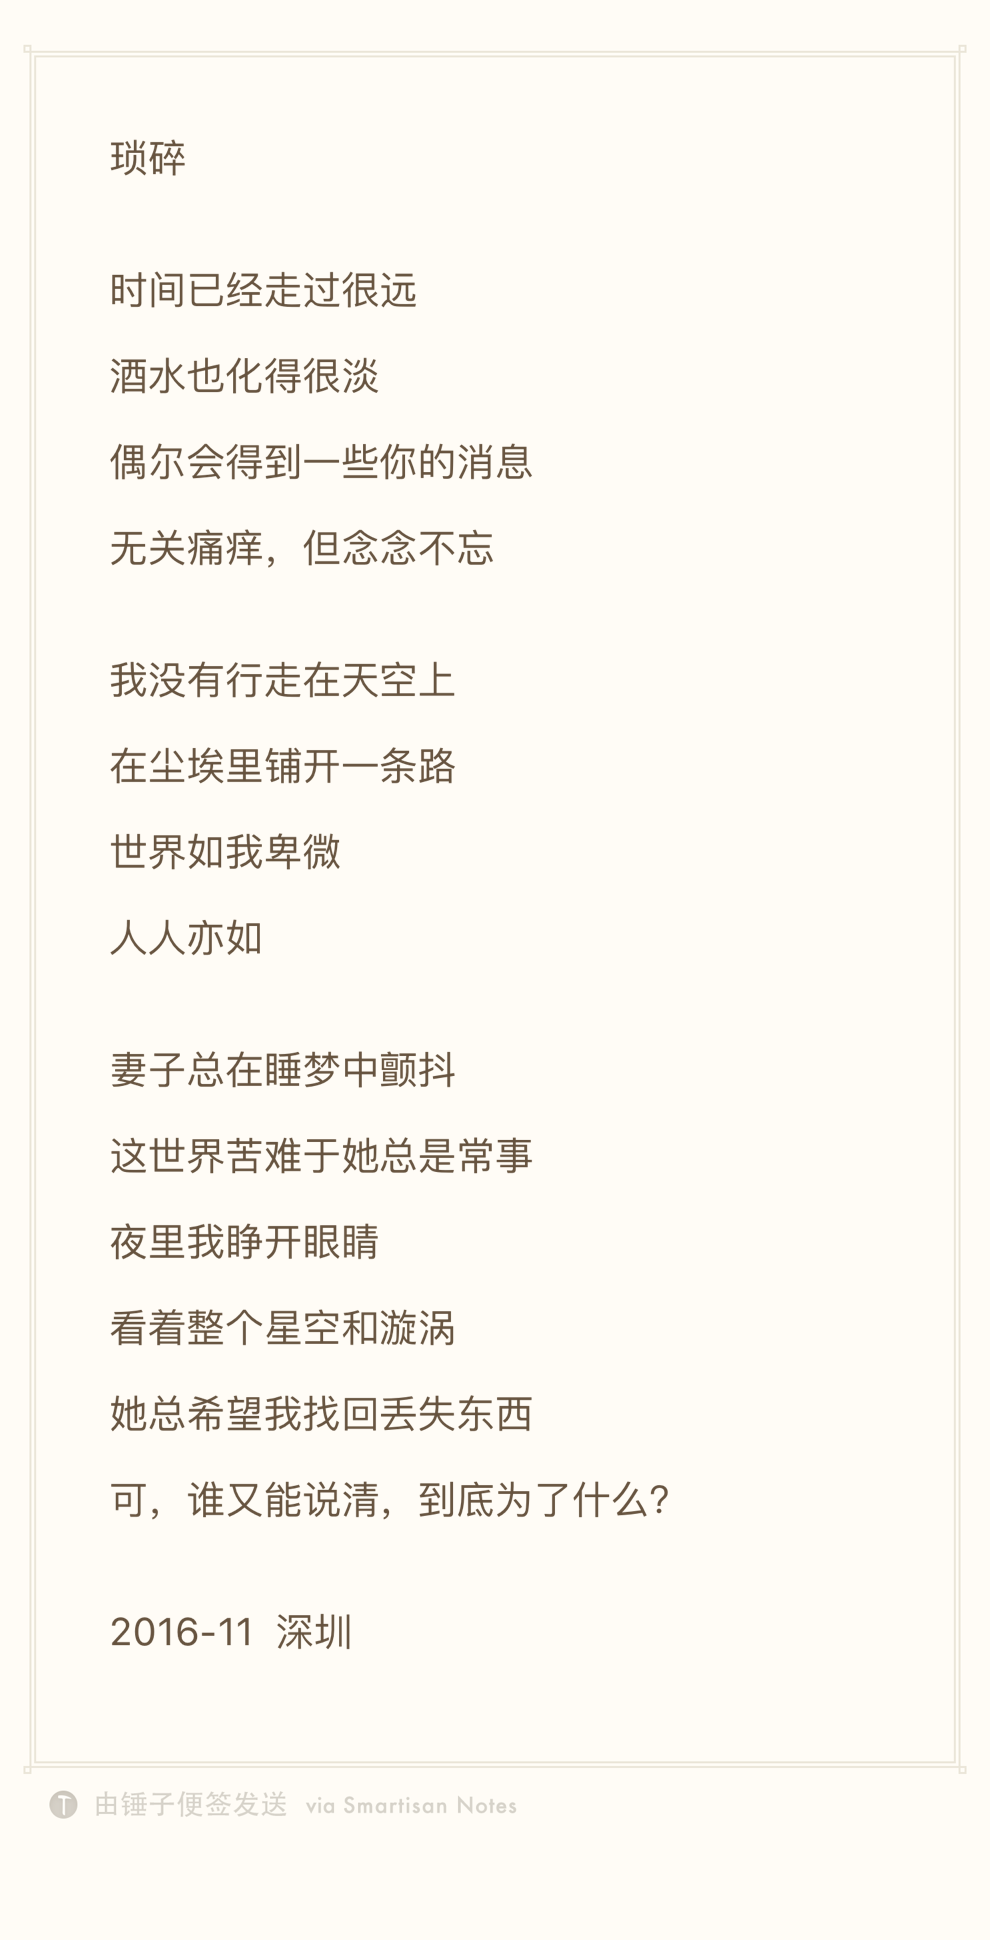 琐碎
时间已经走过很远
酒水也化得很淡
偶尔会得到一些你的消息
无关痛痒，但念念不忘
我没有行走在天空上
在尘埃里铺开一条路
世界如我卑微
人人亦如
妻子总在睡梦中颤抖
这世界苦难于她总是常事
夜里我睁开眼睛
看着整个星空和漩涡
她总希望我找回丢失东西
可，谁又能说清，到底为了什么？
2016-11 深圳
由锤子便签发送 via Smartisan Notes